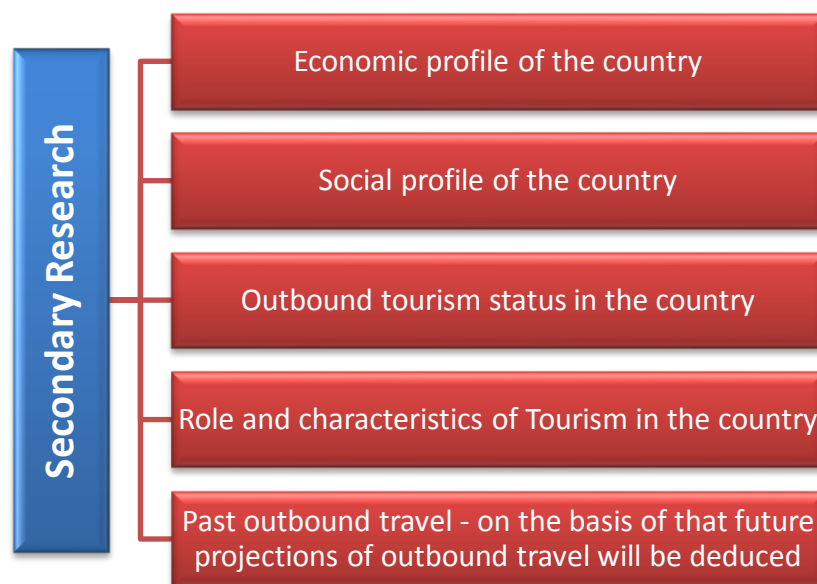 Secondary Research
Economic profile of the country
Social profile of the country
Outbound tourism status in the country
Role and characteristics of Tourism in the country
Past outbound travel - on the basis of that future
projections of outbound travel will be deduced